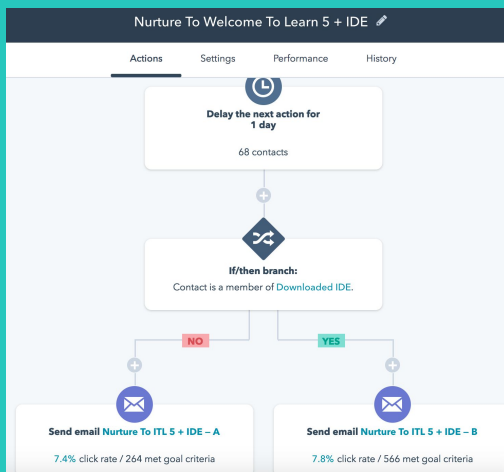 Nurture To Welcome To Learn 5 + IDE
Actions Settings Performance History
Delay the next action for
1 day
68 contacts
If/then branch:
Contact is a member of Downloaded IDE.
NO YES
Send email Nurture To ITL 5 + IDE – A
7.4% click rate / 264 met goal criteria
Send email Nurture To ITL 5 + IDE – B
7.8% click rate / 566 met goal criteria